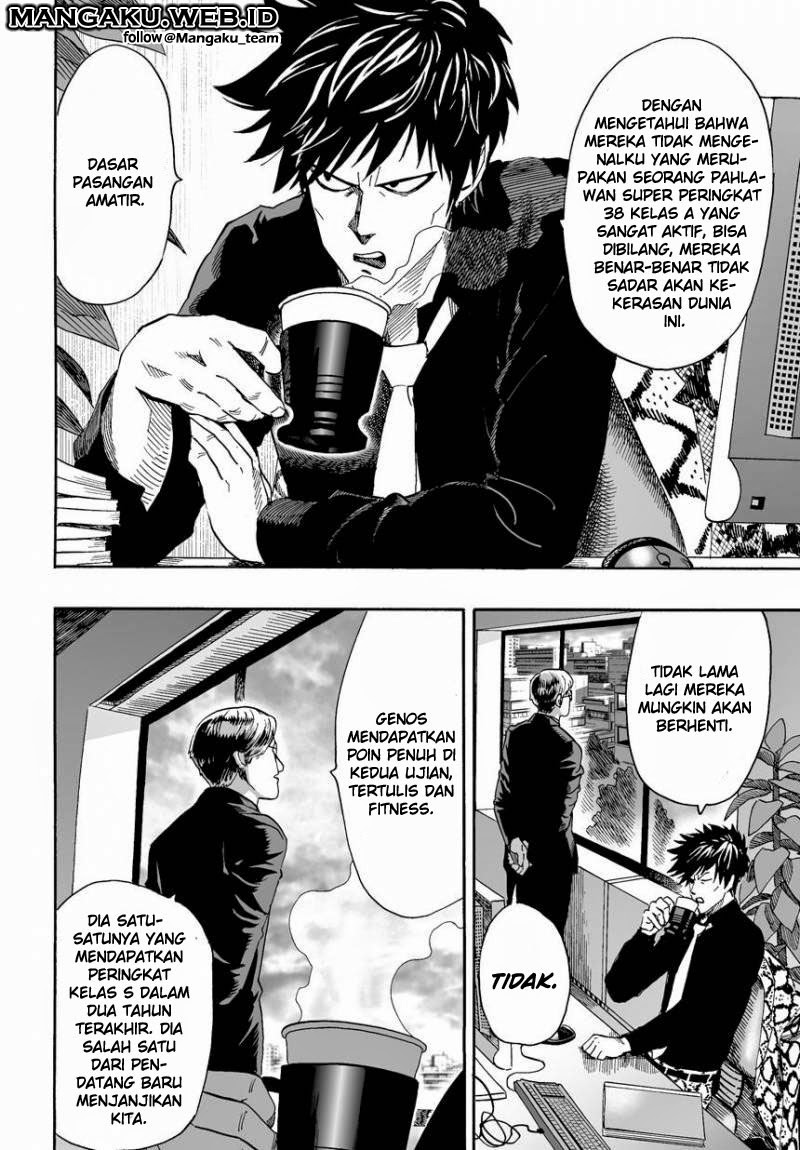 MANGAKU.WEB.ID
follow @Mangaku_team
DENGAN
MENGETAHUI BAHWA
MEREKA TIDAK MENGE-
NALKU YANG MERU-
PAKAN SEORANG PAHLA-
WAN SUPER PERINGKAT
38 KELAS A YANG
SANGAT AKTIF, BISA
DIBILANG, MEREKA
BENAR-BENAR TIDAK
SADAR AKAN KE-
KERASAN DUNIA
INI.
DASAR
PASANGAN
AMATIR.
TIDAK LAMA
LAGI MEREKA
MUNGKIN AKAN
BERHENTI.
TIDAK.
GENOS
MENDAPATKAN
POIN PENUH DI
KEDUA UJIAN,
TERTULIS DAN
FITNESS.
DIA SATU-
SATUNYA YANG
MENDAPATKAN
PERINGKAT
KELAS S DALAM
DUA TAHUN
TERAKHIR. DIA
SALAH SATU
DARI PEN-
DATANG BARU
MENJANJIKAN
KITA.